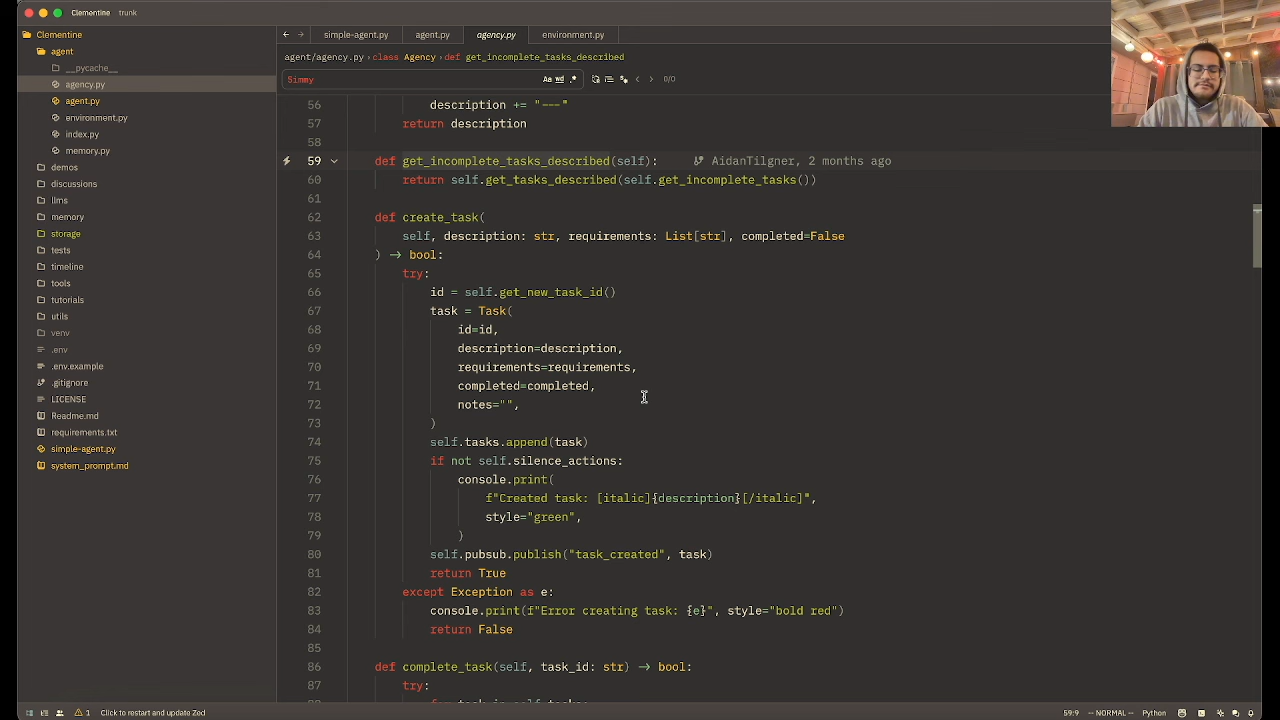 Clementine trunk
Clementine
agent
__pycache__
agency.py
agent.py
environment.py
index.py
memory.py
demos
discussions
llms
memory
storage
tests
timeline
tools
tutorials
utils
venv
.env
.env.example
.gitignore
LICENSE
Readme.md
requirements.txt
simple-agent.py
system_prompt.md
simple-agent.py agent.py agency.py environment.py
agent/agency.py › class Agency › def get_incomplete_tasks_described
Simmy Aa wd .* 0/0
56 description += "---"
57 return description
58
59 def get_incomplete_tasks_described(self): AidanTilgner, 2 months ago
60 return self.get_tasks_described(self.get_incomplete_tasks())
61
62 def create_task(
63 self, description: str, requirements: List[str], completed=False
64 ) -> bool:
65 try:
66 id = self.get_new_task_id()
67 task = Task(
68 id=id,
69 description=description,
70 requirements=requirements,
71 completed=completed,
72 notes="",
73 )
74 self.tasks.append(task)
75 if not self.silence_actions:
76 console.print(
77 f"Created task: [italic]{description}[/italic]",
78 style="green",
79 )
80 self.pubsub.publish("task_created", task)
81 return True
82 except Exception as e:
83 console.print(f"Error creating task: {e}", style="bold red")
84 return False
85
86 def complete_task(self, task_id: str) -> bool:
87 try:
1 Click to restart and update Zed 59:9 -- NORMAL -- Python